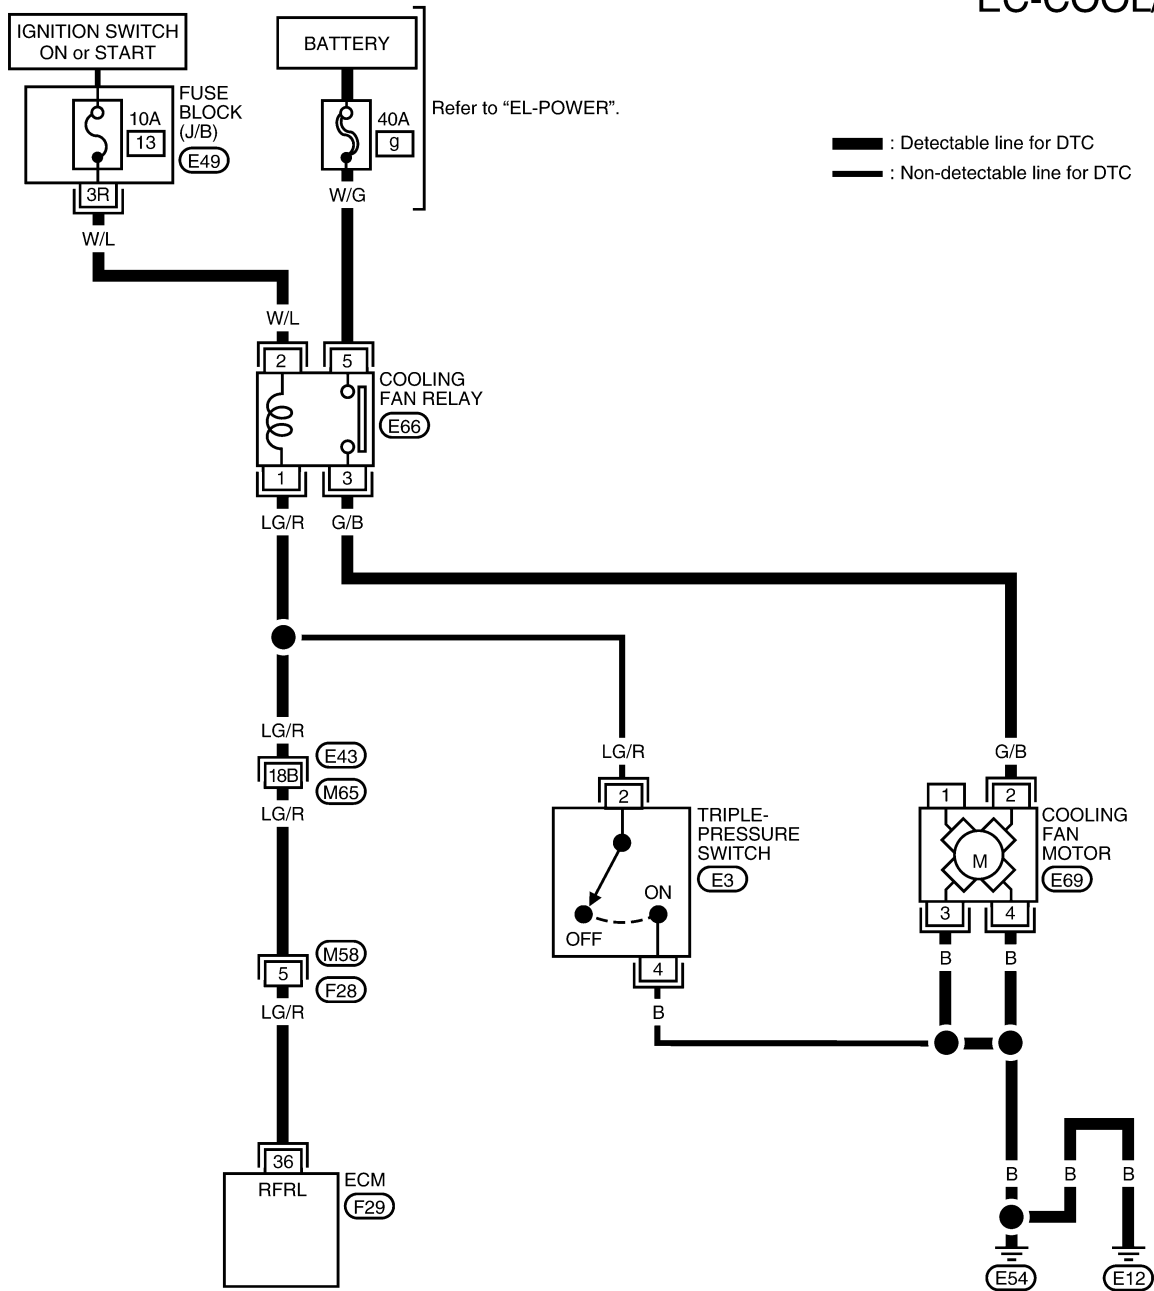 EC-COOL/
IGNITION SWITCH
ON or START
BATTERY
FUSE
BLOCK
(J/B)
E49
10A
13
3R
40A
g
Refer to “EL-POWER”.
: Detectable line for DTC
: Non-detectable line for DTC
W/G
W/L
W/L
2
5
COOLING
FAN RELAY
E66
1
3
LG/R
G/B
LG/R
E43
18B
M65
LG/R
LG/R
G/B
2
TRIPLE-
PRESSURE
SWITCH
E3
ON
OFF
4
B
1
2
COOLING
FAN
MOTOR
E69
M
3
4
B
B
M58
5
F28
LG/R
36
RFRL
ECM
F29
B
B
B
E54
E12